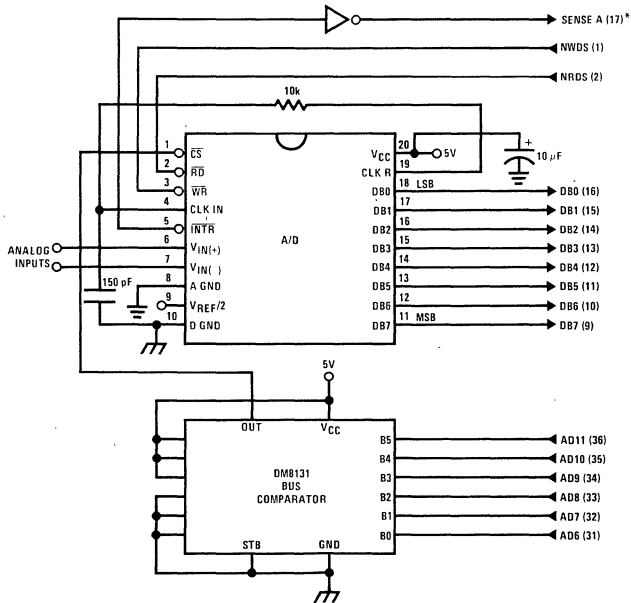 SENSE A (17)*
NWDS (1)
NRDS (2)
10k
1 CS VCC 20 5V
10 µF
2 RD CLK R 19
3 WR DB0 18 LSB DB0 (16)
4 CLK IN DB1 17 DB1 (15)
5 INTR DB2 16 DB2 (14)
A/D
ANALOG INPUTS
6 VIN(+) DB3 15 DB3 (13)
7 VIN( ) DB4 14 DB4 (12)
150 pF
8 A GND DB5 13 DB5 (11)
9 VREF/2 DB6 12 DB6 (10)
10 D GND DB7 11 MSB DB7 (9)
5V
OUT VCC
B5 AD11 (36)
B4 AD10 (35)
DM8131
BUS
COMPARATOR
B3 AD9 (34)
B2 AD8 (33)
B1 AD7 (32)
B0 AD6 (31)
STB GND